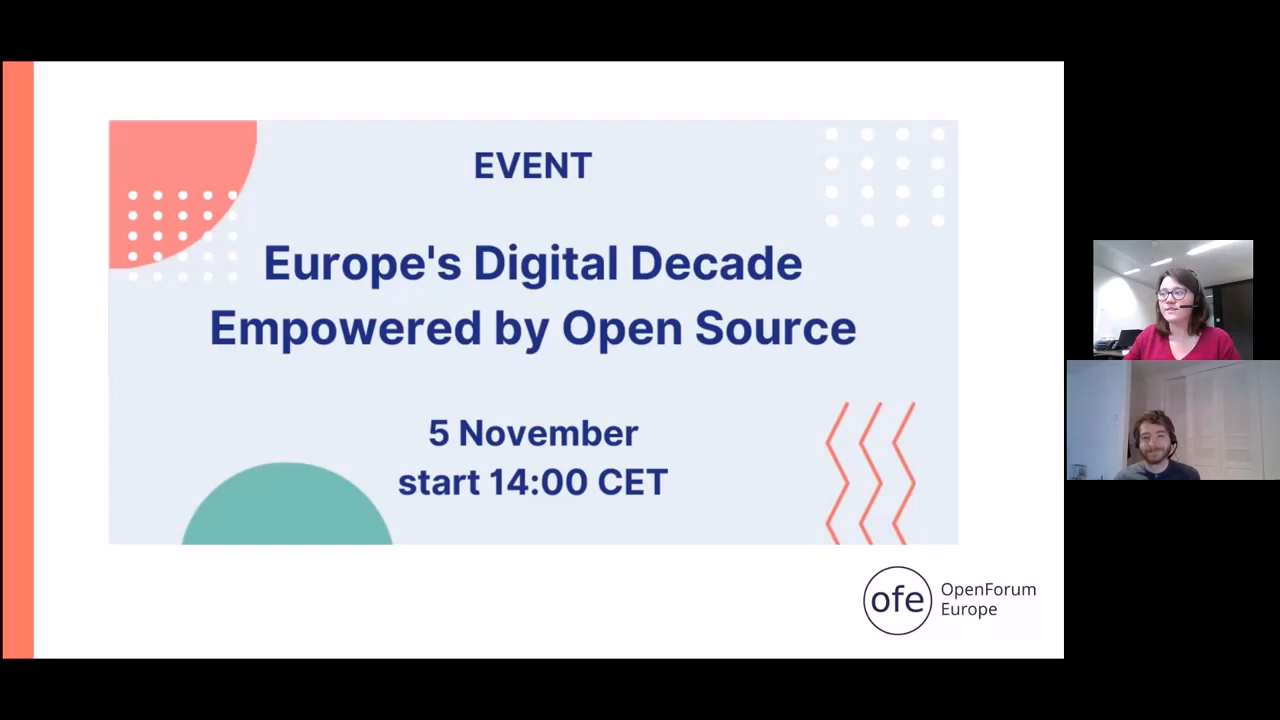 EVENT
Europe's Digital Decade
Empowered by Open Source
5 November
start 14:00 CET
ofe
OpenForum
Europe